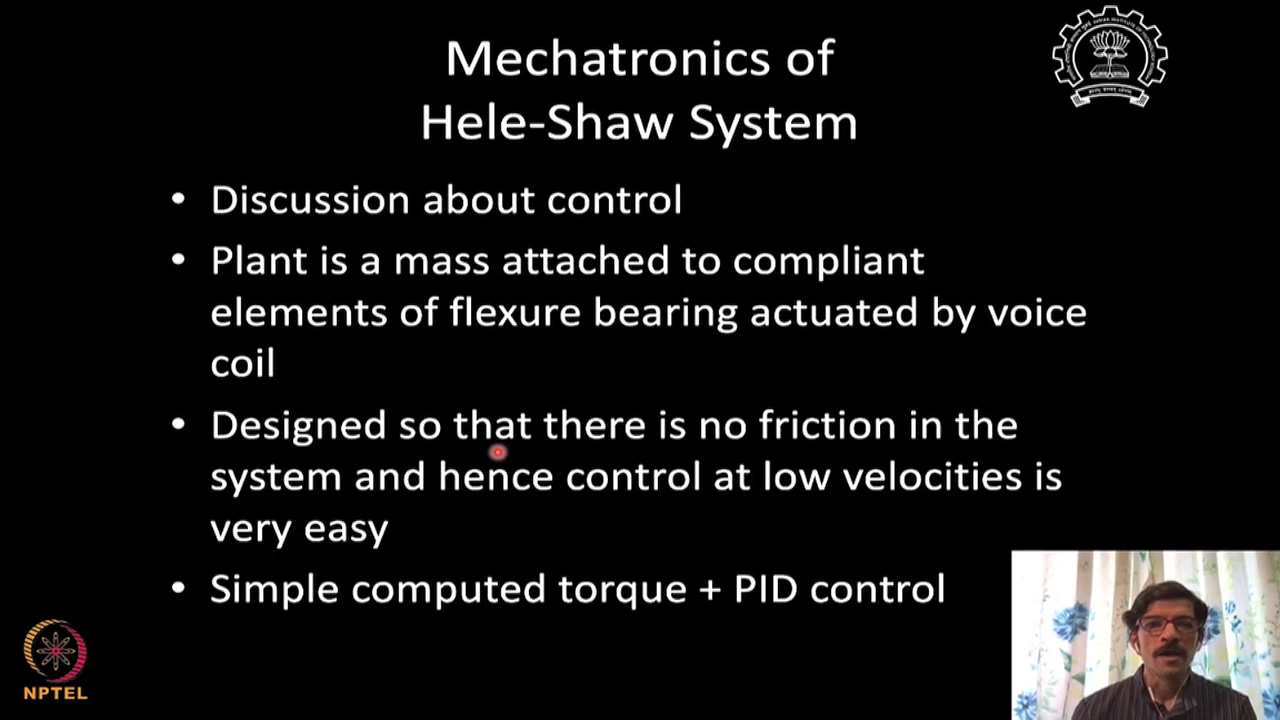 Mechatronics of
Hele-Shaw System
• Discussion about control
• Plant is a mass attached to compliant
elements of flexure bearing actuated by voice
coil
• Designed so that there is no friction in the
system and hence control at low velocities is
very easy
• Simple computed torque + PID control
NPTEL